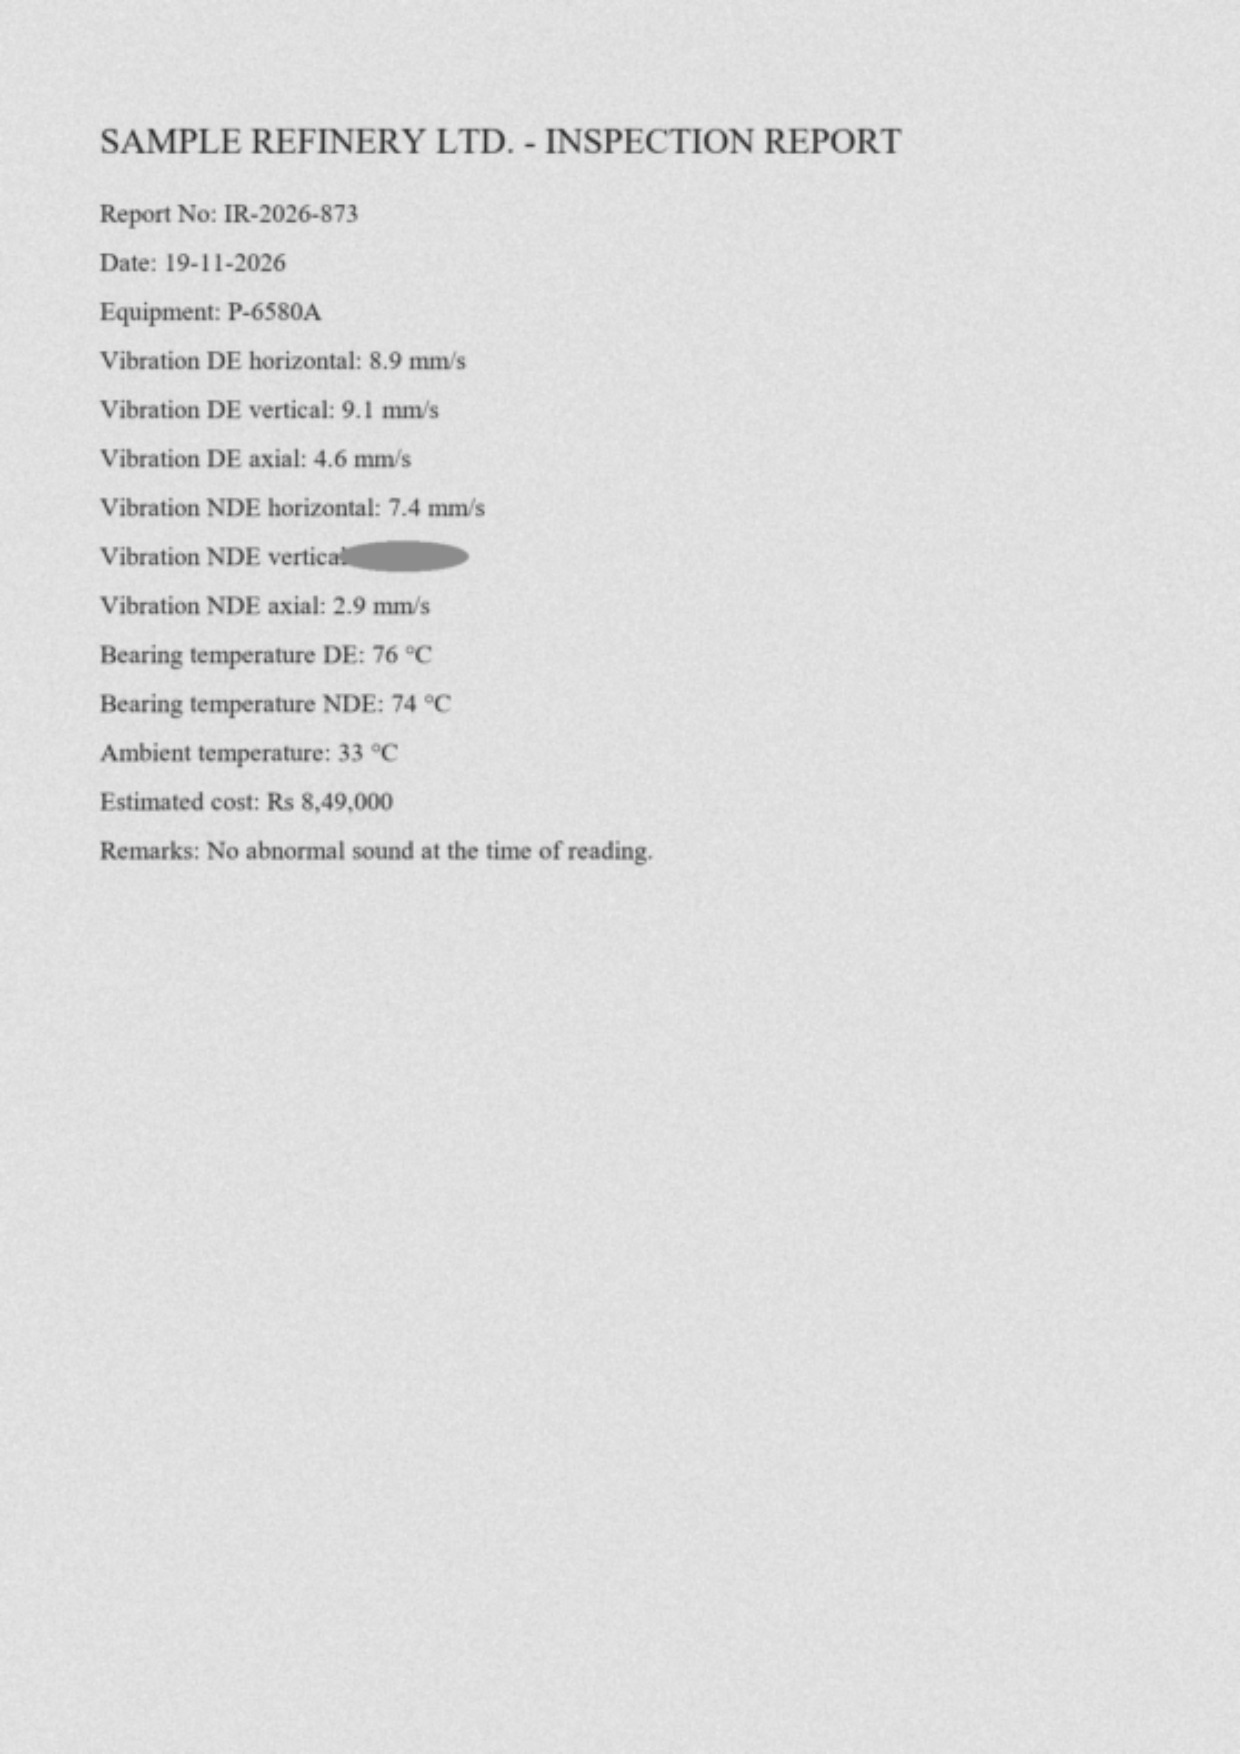 SAMPLE REFINERY LTD. - INSPECTION REPORT
Report No: IR-2026-873
Date: 19-11-2026
Equipment: P-6580A
Vibration DE horizontal: 8.9 mm/s
Vibration DE vertical: 9.1 mm/s
Vibration DE axial: 4.6 mm/s
Vibration NDE horizontal: 7.4 mm/s
Vibration NDE
Vibration NDE axial: 2.9 mm/s
Bearing temperature DE: 76 °C
Bearing temperature NDE: 74 °C
Ambient temperature: 33 °C
Estimated cost: Rs 8,49,000
Remarks: No abnormal sound at the time of reading.